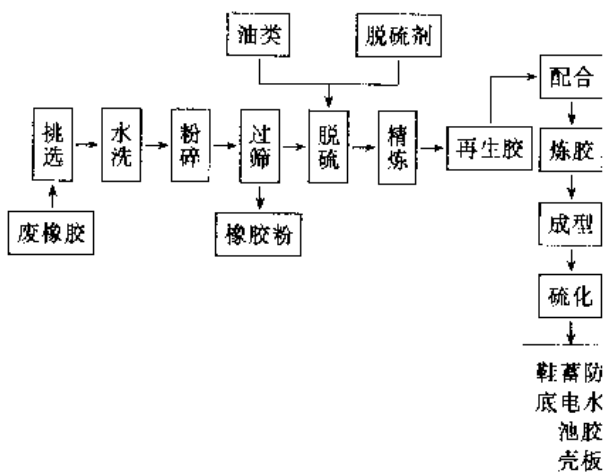 油类
脱硫剂
配合
挑选
水洗
粉碎
过筛
脱硫
精炼
再生胶
炼胶
废橡胶
橡胶粉
成型
硫化
鞋底
蓄电池壳
防水胶板